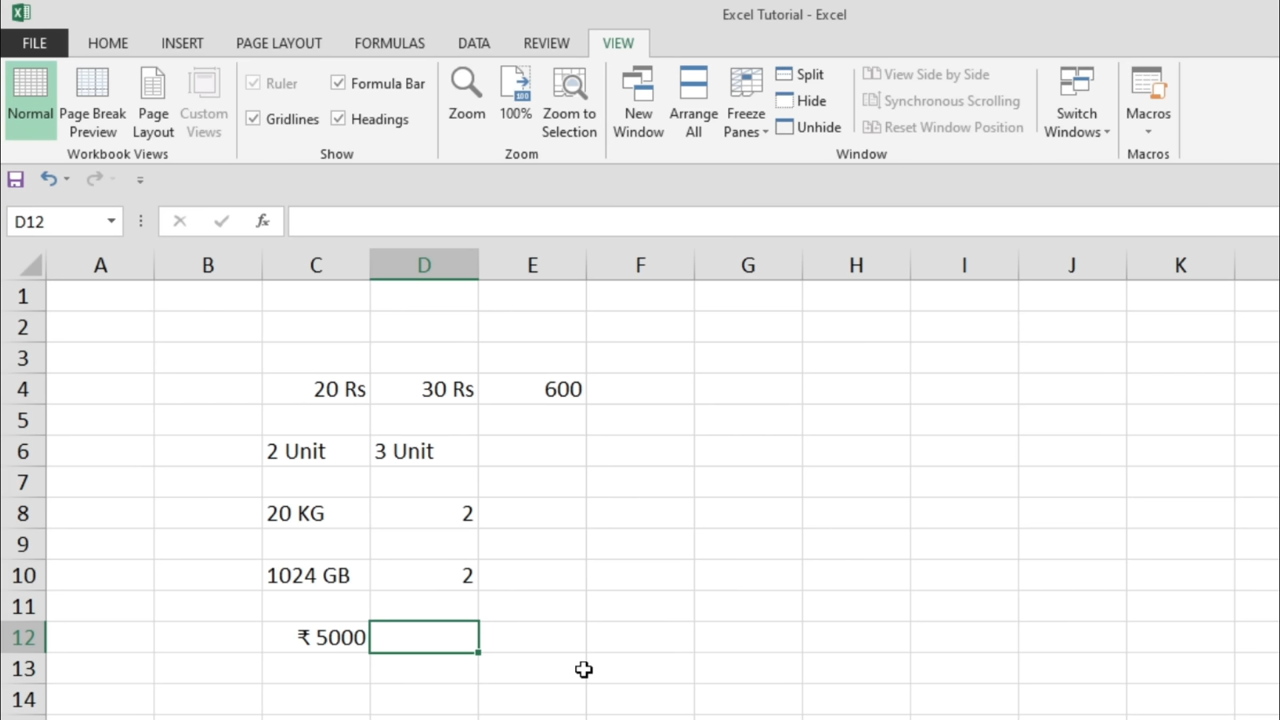 Excel Tutorial - Excel
FILE HOME INSERT PAGE LAYOUT FORMULAS DATA REVIEW VIEW
Normal
Page Break Preview
Page Layout
Custom Views
Ruler
Formula Bar
Gridlines
Headings
Zoom
100%
Zoom to Selection
New Window
Arrange All
Freeze Panes
Split
Hide
Unhide
View Side by Side
Synchronous Scrolling
Reset Window Position
Switch Windows
Macros
Workbook Views Show Zoom Window Macros
D12 fx
A B C D E F G H I J K
1
2
3
4 20 Rs 30 Rs 600
5
6 2 Unit 3 Unit
7
8 20 KG 2
9
10 1024 GB 2
11
12 ₹ 5000
13
14